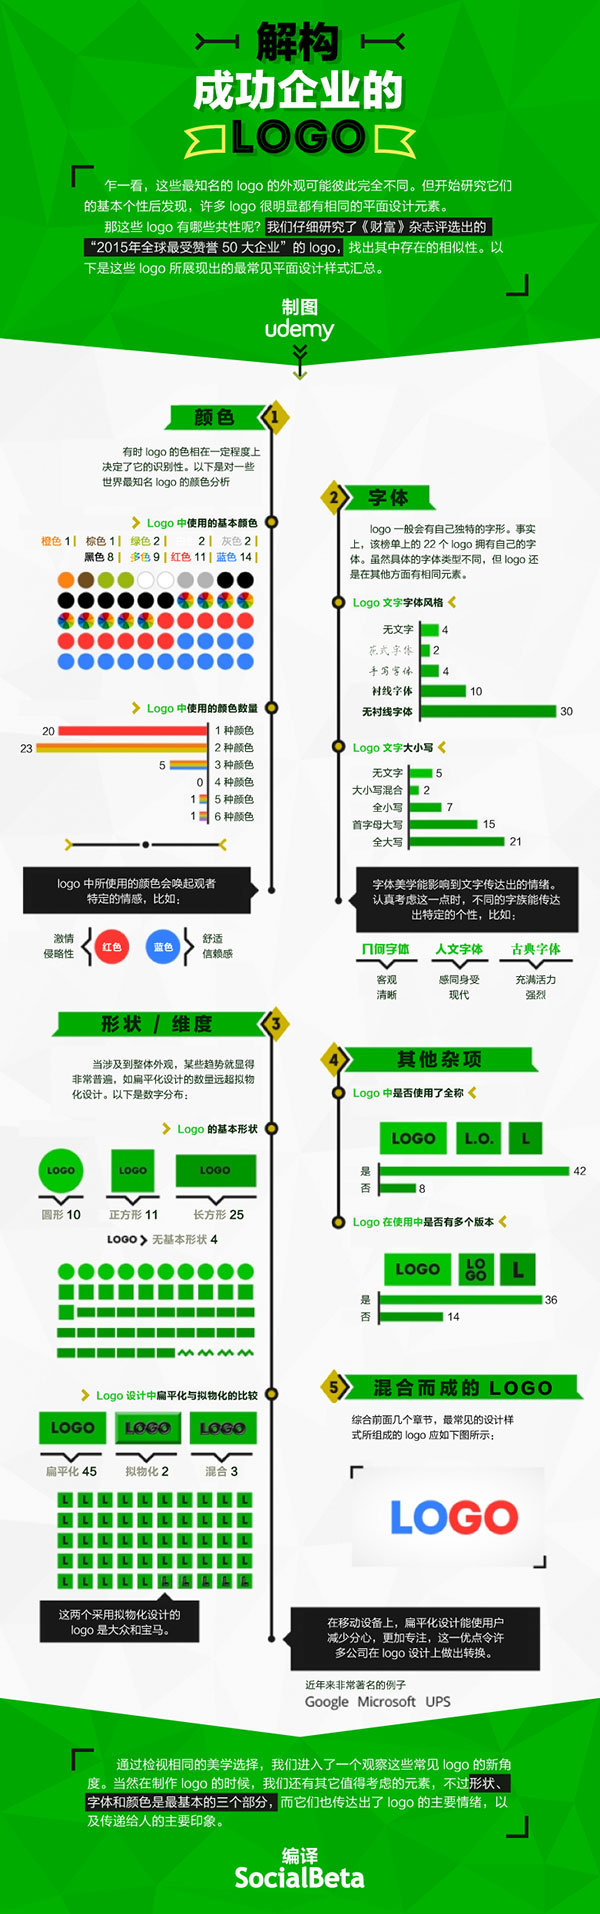 解构
成功企业的
LOGO
乍一看，这些最知名的 logo 的外观可能彼此完全不同。但开始研究它们
的基本个性后发现，许多 logo 很明显都有相同的平面设计元素。
那这些 logo 有哪些共性呢? 我们仔细研究了《财富》杂志评选出的
“2015年全球最受赞誉 50 大企业”的 logo，找出其中存在的相似性。以
下是这些 logo 所展现出的最常见平面设计样式汇总。
制图
udemy
颜色 1
有时 logo 的色相在一定程度上
决定了它的识别性。以下是对一些
世界最知名 logo 的颜色分析
Logo 中使用的基本颜色
橙色 1 棕色 1 绿色 2 2 灰色 2
黑色 8 多色 9 红色 11 蓝色 14
Logo 中使用的颜色数量
20 1 种颜色
23 2 种颜色
5 3 种颜色
0 4 种颜色
1 5 种颜色
1 6 种颜色
logo 中所使用的颜色会唤起观者
特定的情感，比如：
激情
侵略性
红色
蓝色
舒适
信赖感
2 字体
logo 一般会有自己独特的字形。事实
上，该榜单上的 22 个 logo 拥有自己的字
体。虽然具体的字体类型不同，但 logo 还
是在其他方面有相同元素。
Logo 文字字体风格
无文字 4
花式字体 2
手写字体 4
衬线字体 10
无衬线字体 30
Logo 文字大小写
无文字 5
大小写混合 2
全小写 7
首字母大写 15
全大写 21
字体美学能影响到文字传达出的情绪。
认真考虑这一点时，不同的字族能传达
出特定的个性，比如：
几何字体 人文字体 古典字体
客观 感同身受 充满活力
清晰 现代 强烈
形状 / 维度 3
当涉及到整体外观，某些趋势就显得
非常普遍，如扁平化设计的数量远超拟物
化设计。以下是数字分布：
Logo 的基本形状
LOGO LOGO LOGO
圆形 10 正方形 11 长方形 25
LOGO 无基本形状 4
Logo 设计中扁平化与拟物化的比较
LOGO LOGO LOGO
扁平化 45 拟物化 2 混合 3
L L L L L L L L L L
L L L L L L L L L L
L L L L L L L L L L
L L L L L L L L L L
L L L L L L L L L L
这两个采用拟物化设计的
logo 是大众和宝马。
4 其他杂项
Logo 中是否使用了全称
LOGO L.O. L
是 42
否 8
Logo 在使用中是否有多个版本
LOGO LO
GO L
是 36
否 14
5 混合而成的 LOGO
综合前面几个章节，最常见的设计样
式所组成的 logo 应如下图所示：
LOGO
在移动设备上，扁平化设计能使用户
减少分心，更加专注，这一优点令许
多公司在 logo 设计上做出转换。
近年来非常著名的例子
Google Microsoft UPS
通过检视相同的美学选择，我们进入了一个观察这些常见 logo 的新角
度。当然在制作 logo 的时候，我们还有其它值得考虑的元素，不过形状、
字体和颜色是最基本的三个部分，而它们也传达出了 logo 的主要情绪，以
及传递给人的主要印象。
编译
SocialBeta